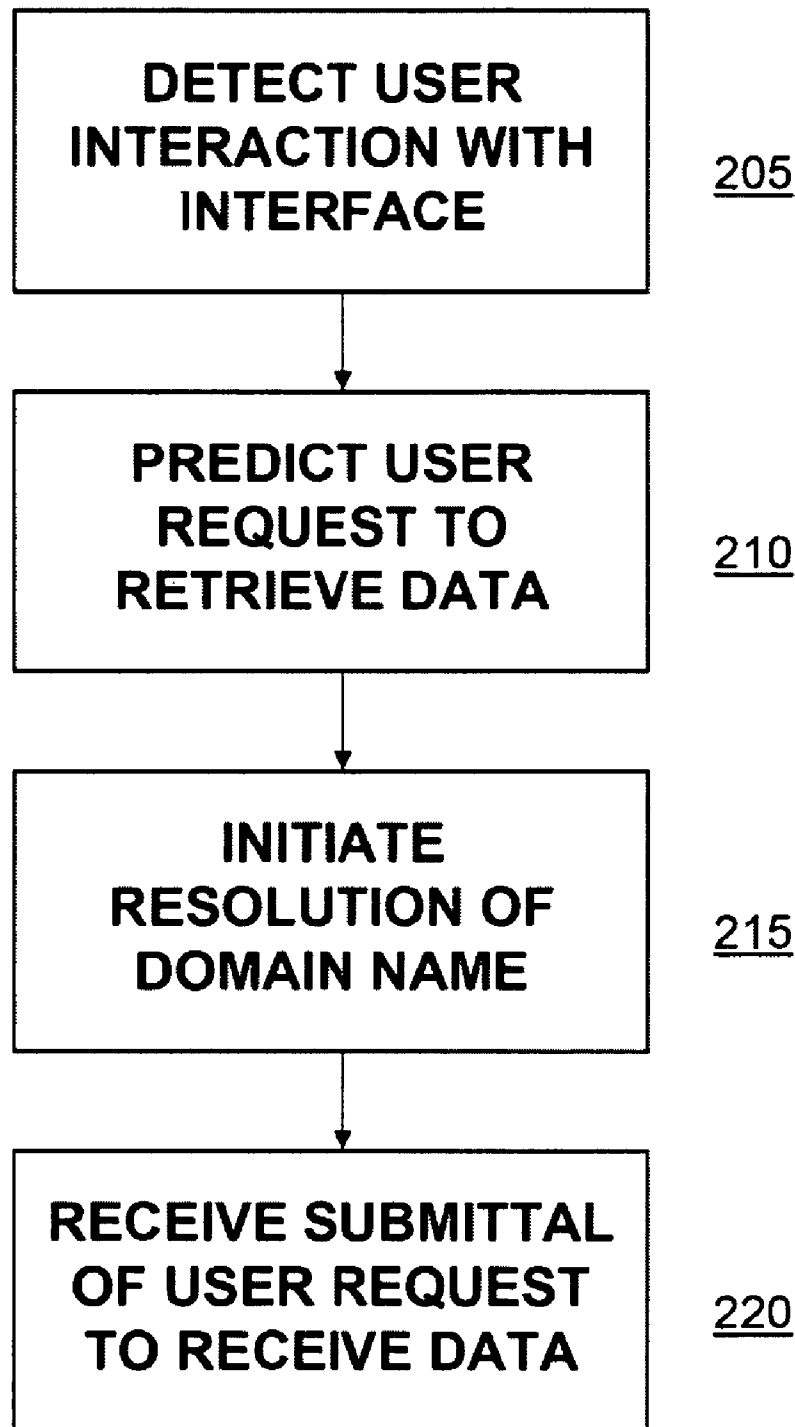 DETECT USER
INTERACTION WITH
INTERFACE
205
PREDICT USER
REQUEST TO
RETRIEVE DATA
210
INITIATE
RESOLUTION OF
DOMAIN NAME
215
RECEIVE SUBMITTAL
OF USER REQUEST
TO RECEIVE DATA
220